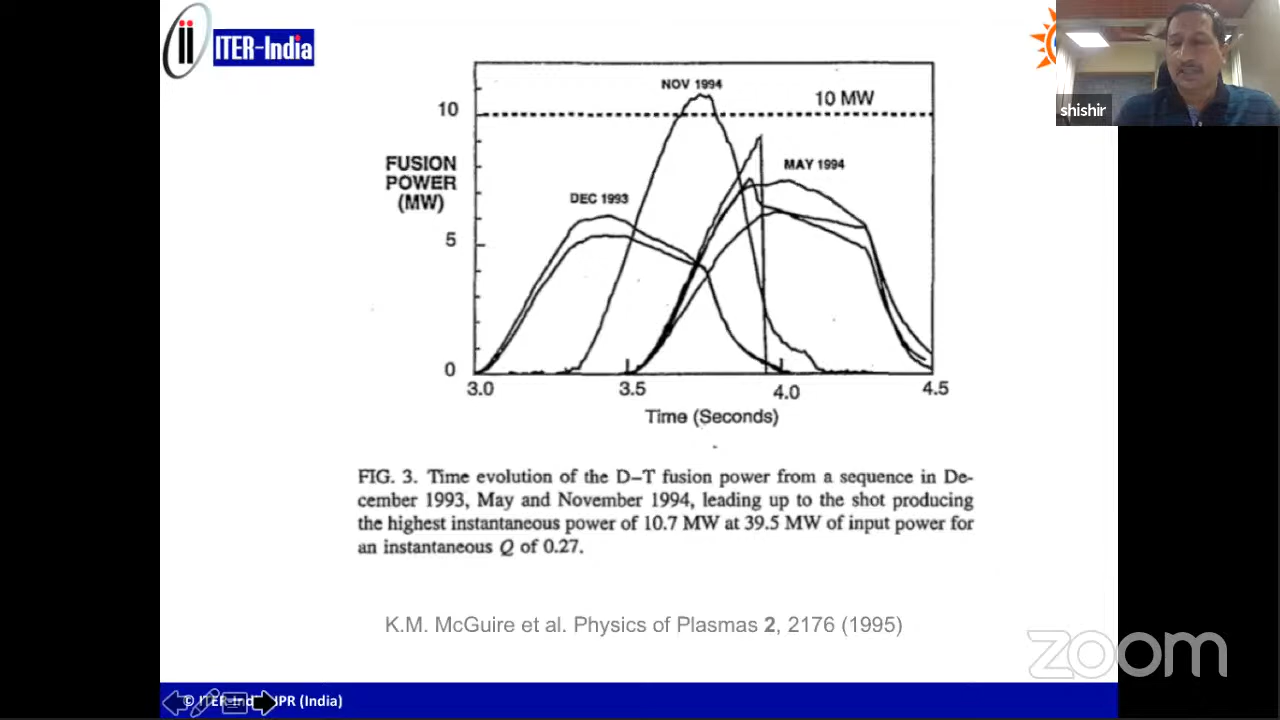 ii ITER-India
shishir
NOV 1994
10 MW
10
FUSION
POWER
(MW)
MAY 1994
DEC 1993
5
0
3.0
3.5
4.0
4.5
Time (Seconds)
FIG. 3. Time evolution of the D–T fusion power from a sequence in De-
cember 1993, May and November 1994, leading up to the shot producing
the highest instantaneous power of 10.7 MW at 39.5 MW of input power for
an instantaneous Q of 0.27.
K.M. McGuire et al. Physics of Plasmas 2, 2176 (1995)
zoom
© ITER-Ind IPR (India)